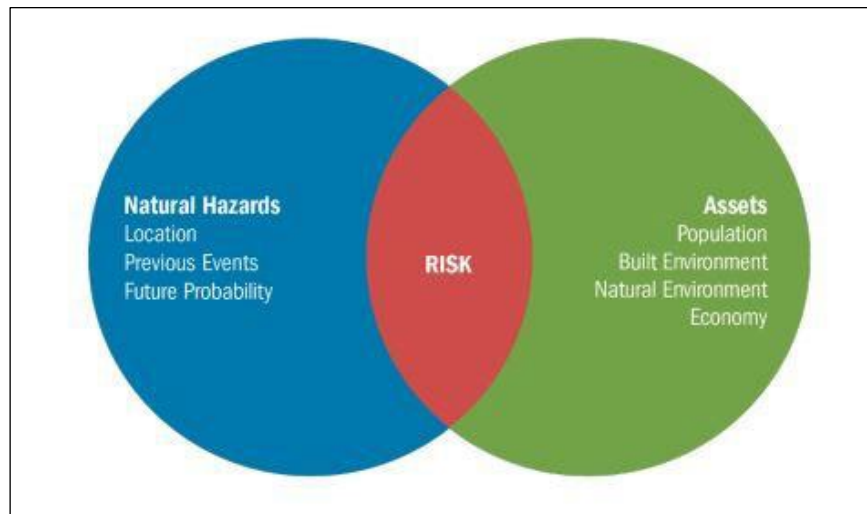 Natural Hazards
Location
Previous Events
Future Probability
RISK
Assets
Population
Built Environment
Natural Environment
Economy